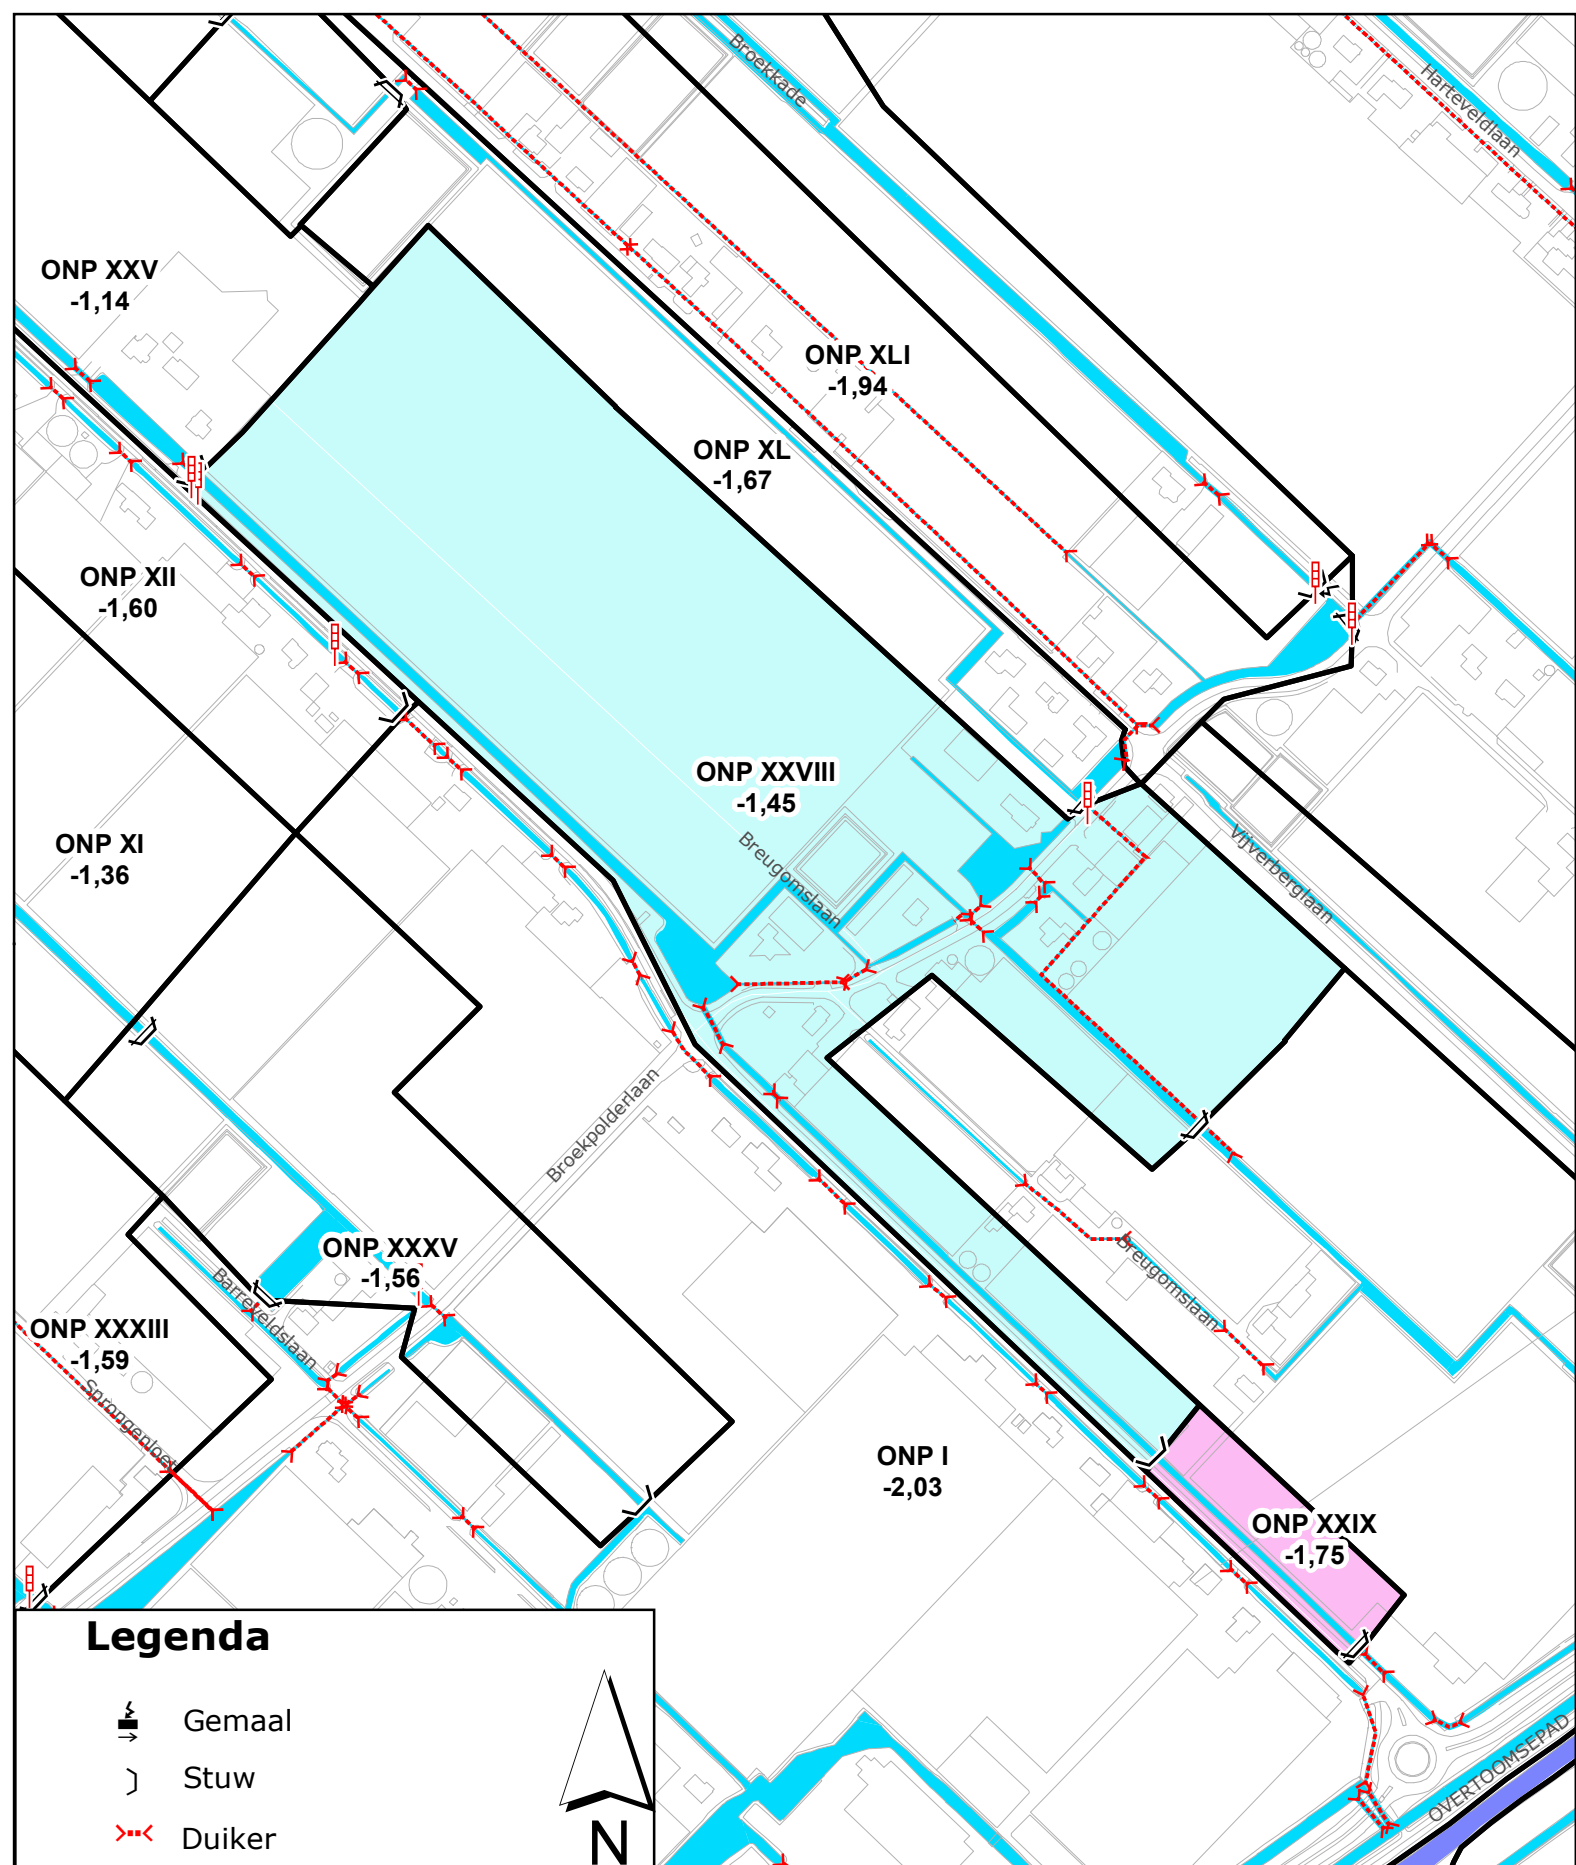 Broekkade
Harteveldlaan
ONP XXV
-1,14
ONP XLI
-1,94
ONP XL
-1,67
ONP XII
-1,60
ONP XXVIII
-1,45
Breugomslaan
Vijverberglaan
ONP XI
-1,36
Broekpolderlaan
ONP XXXV
-1,56
Barreveldslaan
Breugomslaan
ONP XXXIII
-1,59
Sprongenloet
ONP I
-2,03
ONP XXIX
-1,75
OVERTOOMSEPAD
Legenda
Gemaal
Stuw
Duiker
N